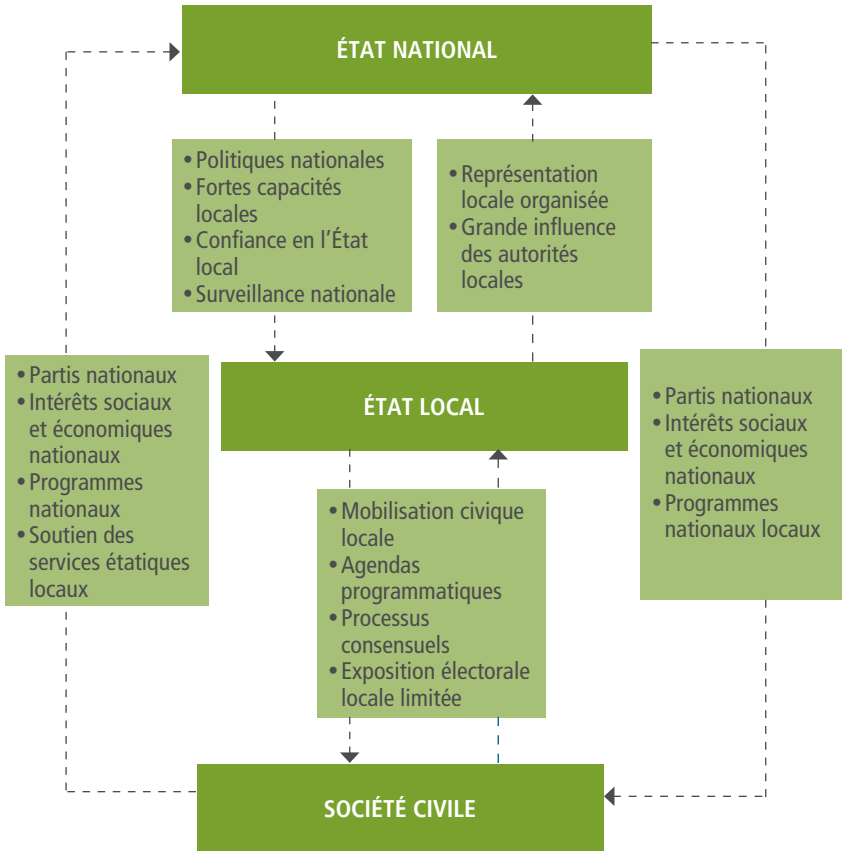 ÉTAT NATIONAL
• Politiques nationales
• Fortes capacités
locales
• Confiance en l'État
local
• Surveillance nationale
• Représentation
locale organisée
• Grande influence
des autorités
locales
• Partis nationaux
• Intérêts sociaux
et économiques
nationaux
• Programmes
nationaux
• Soutien des
services étatiques
locaux
ÉTAT LOCAL
• Partis nationaux
• Intérêts sociaux
et économiques
nationaux
• Programmes
nationaux locaux
• Mobilisation civique
locale
• Agendas
programmatiques
• Processus
consensuels
• Exposition électorale
locale limitée
SOCIÉTÉ CIVILE